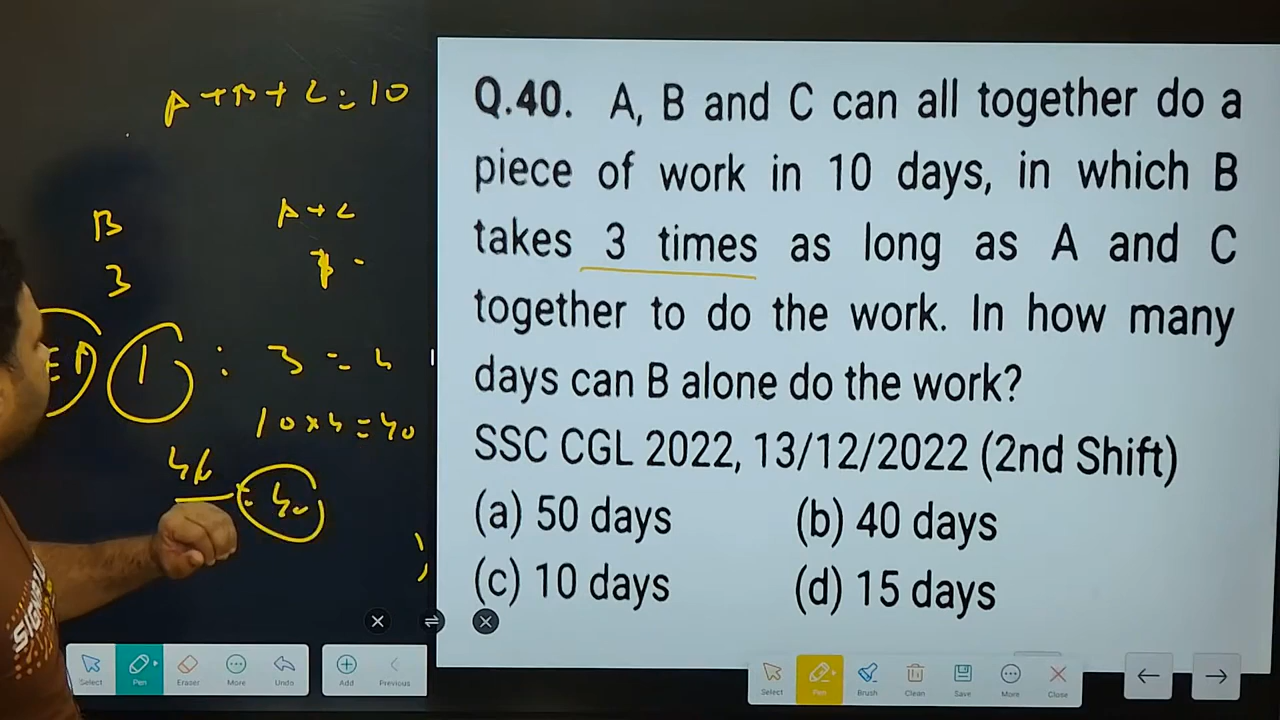 A + B + C = 10
B
A + C
3
1 : 3 = 4
10 x 4 = 40
= 40
Q.40. A, B and C can all together do a
piece of work in 10 days, in which B
takes 3 times as long as A and C
together to do the work. In how many
days can B alone do the work?
SSC CGL 2022, 13/12/2022 (2nd Shift)
(a) 50 days (b) 40 days
(c) 10 days (d) 15 days
Select Pen Eraser More Undo Add Previous
Select Pen Brush Clean Save More Close